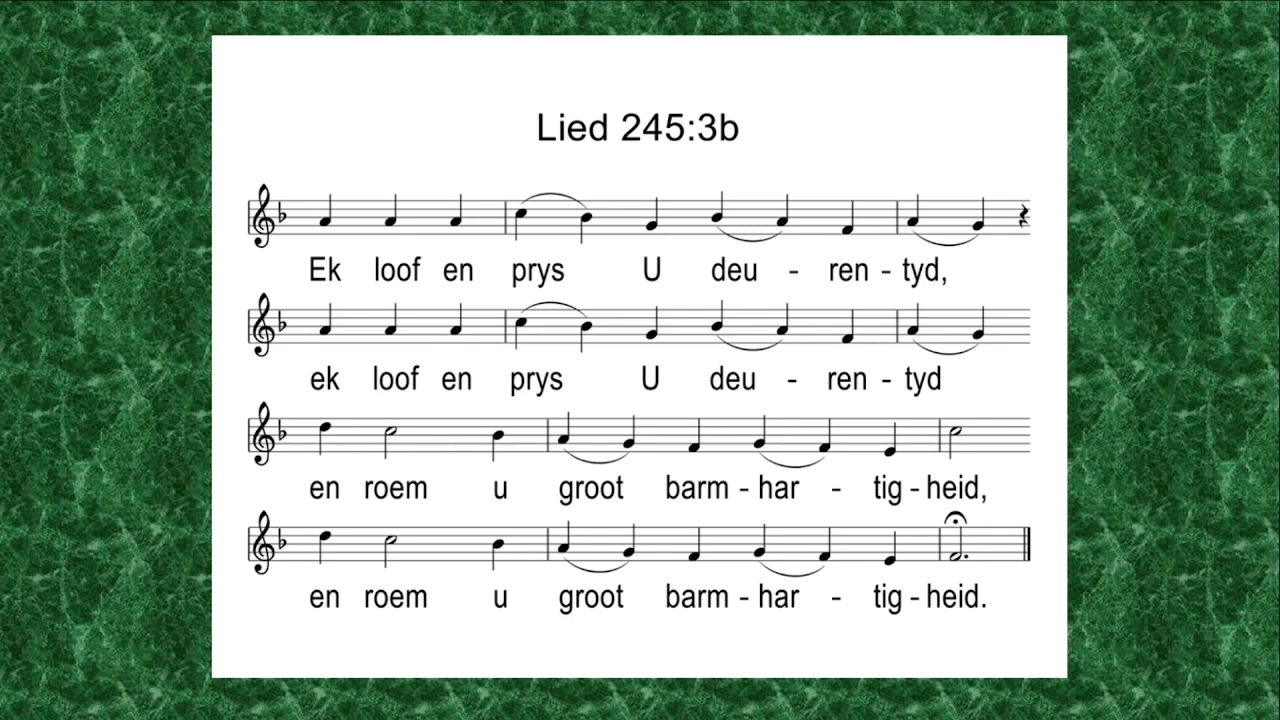 Lied 245:3b
Ek loof en prys U deu - ren - tyd,
ek loof en prys U deu - ren - tyd
en roem u groot barm - har - tig - heid,
en roem u groot barm - har - tig - heid.